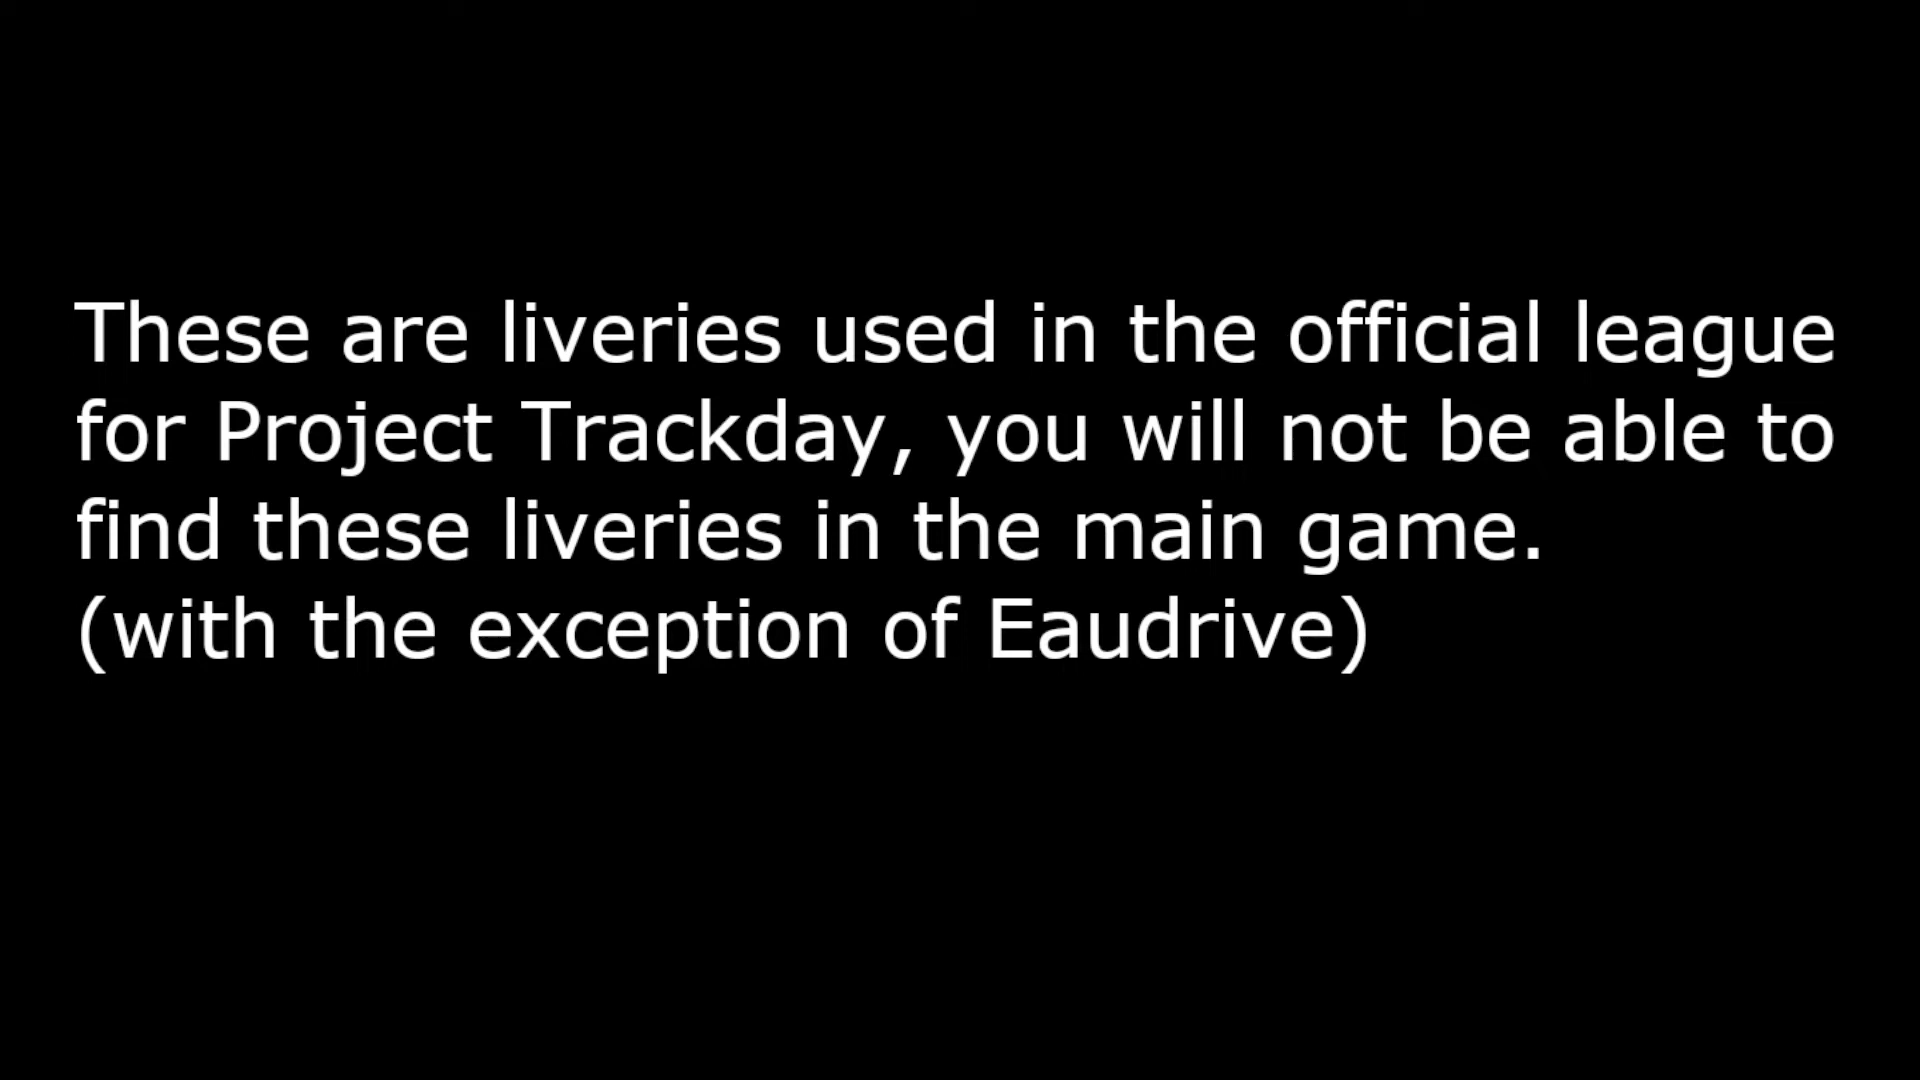 These are liveries used in the official league
for Project Trackday, you will not be able to
find these liveries in the main game.
(with the exception of Eaudrive)